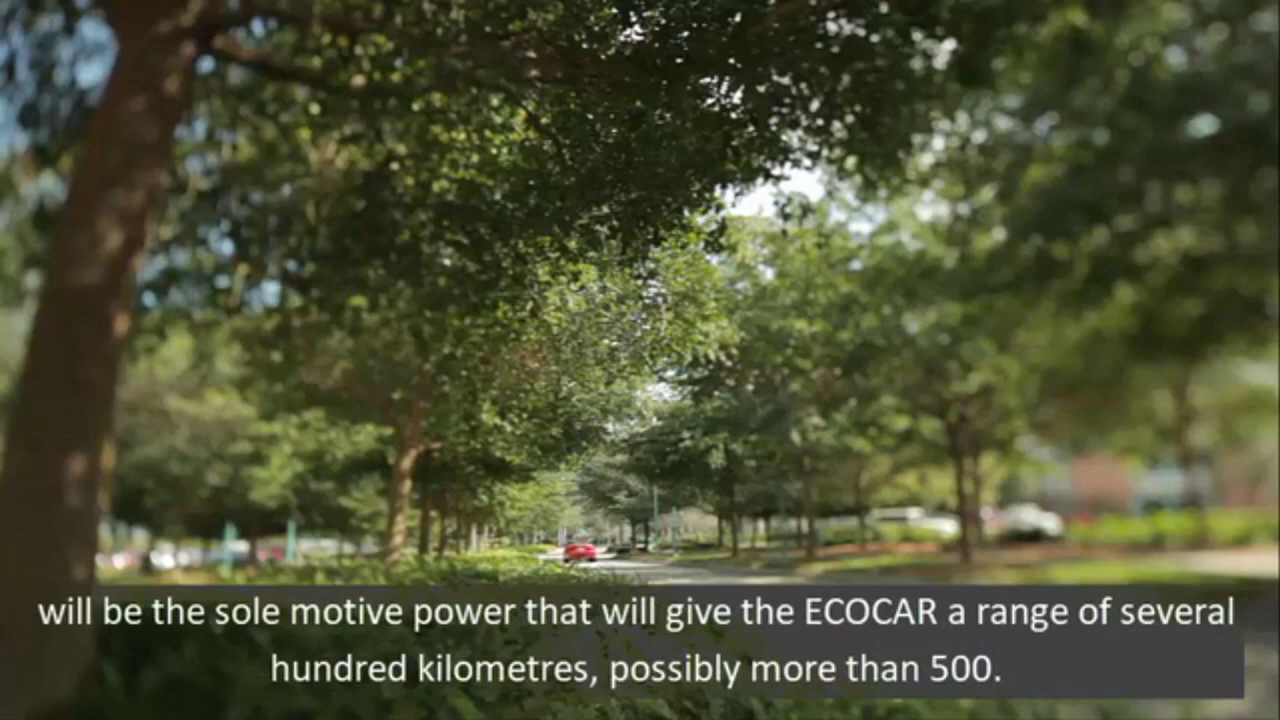 will be the sole motive power that will give the ECOCAR a range of several
hundred kilometres, possibly more than 500.